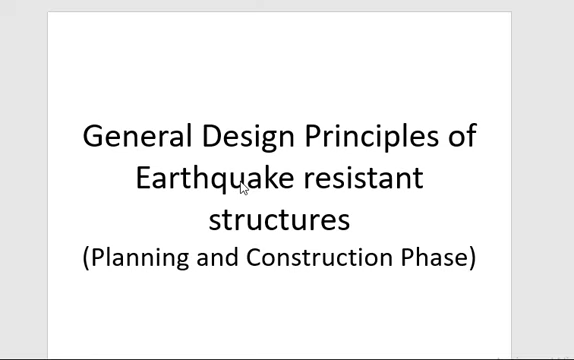 General Design Principles of
Earthquake resistant
structures
(Planning and Construction Phase)